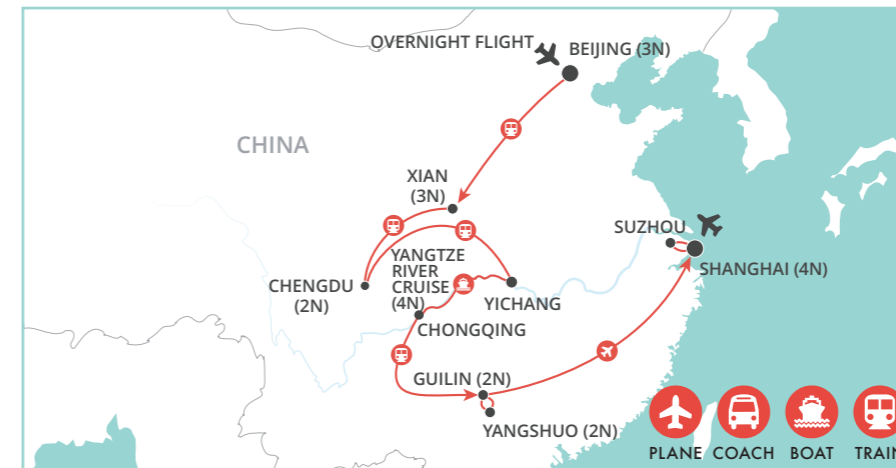 OVERNIGHT FLIGHT
BEIJING (3N)
CHINA
XIAN
(3N)
SUZHOU
SHANGHAI (4N)
YANGTZE
RIVER
CRUISE
(4N)
CHENGDU
(2N)
YICHANG
CHONGQING
GUILIN (2N)
YANGSHUO (2N)
PLANE COACH BOAT TRAIN